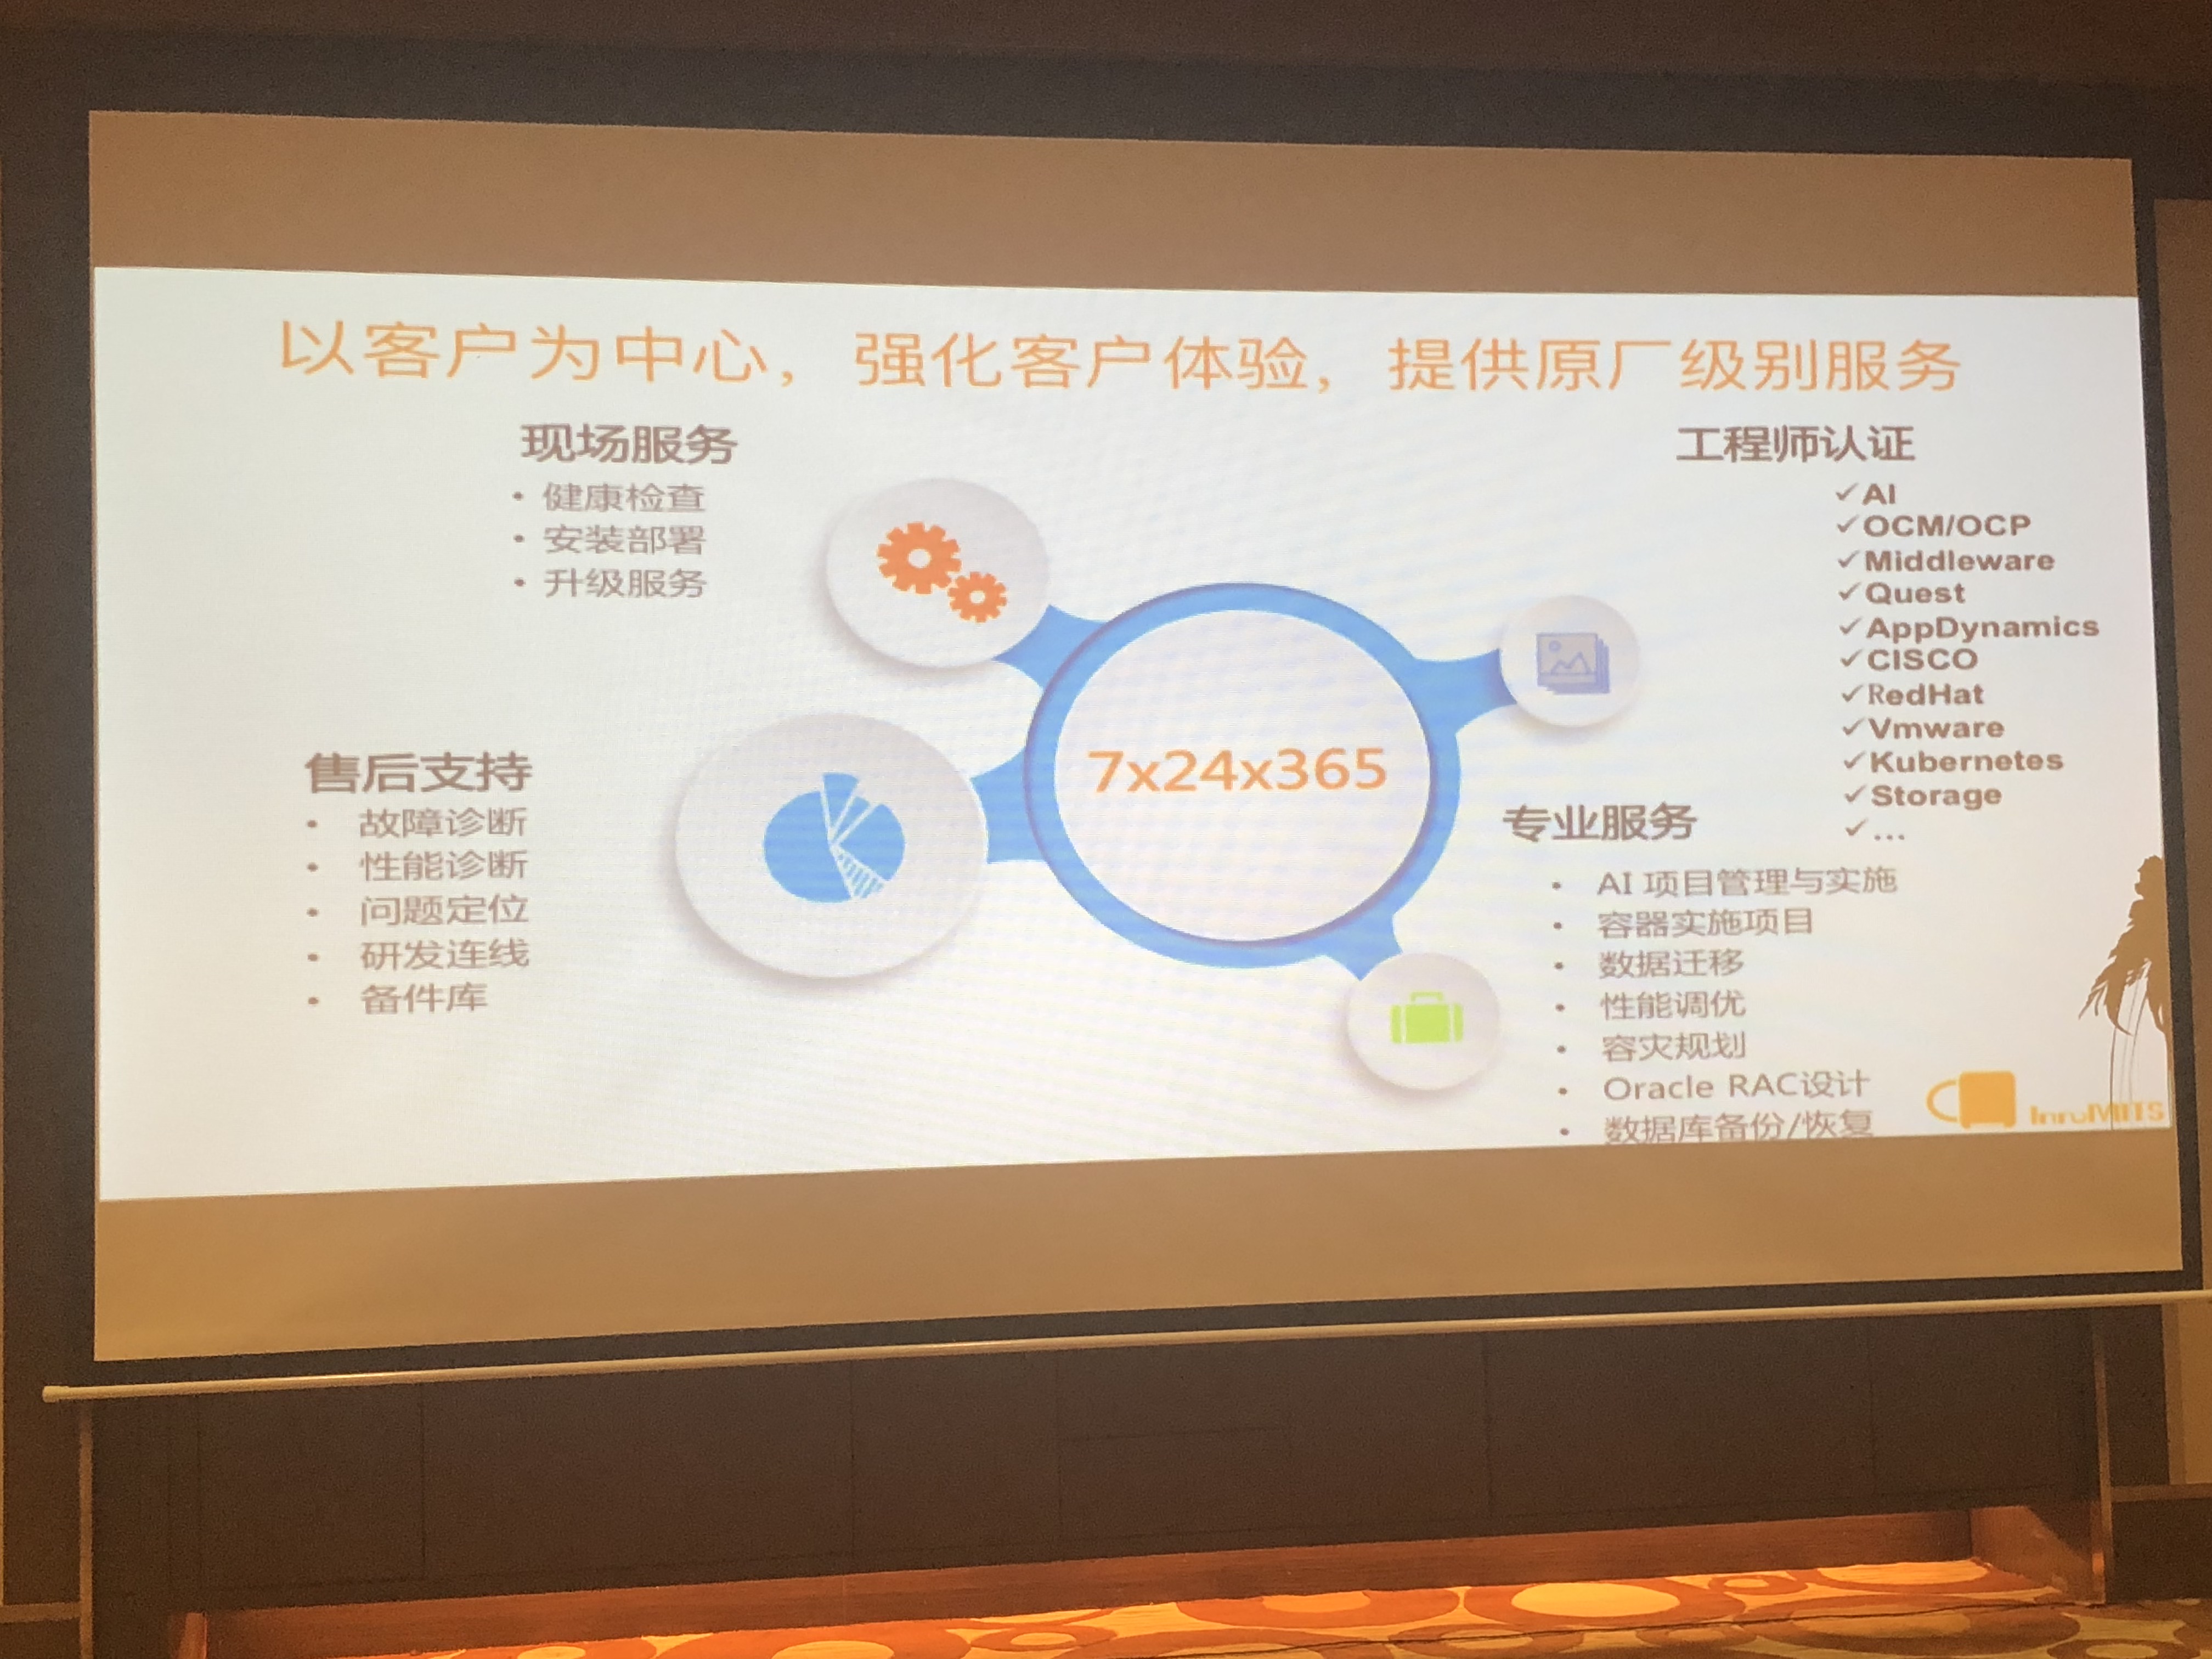 以客户为中心，强化客户体验，提供原厂级别服务
现场服务
• 健康检查
• 安装部署
• 升级服务
售后支持
• 故障诊断
• 性能诊断
• 问题定位
• 研发连线
• 备件库
7x24x365
工程师认证
✓AI
✓OCM/OCP
✓Middleware
✓Quest
✓AppDynamics
✓CISCO
✓RedHat
✓Vmware
✓Kubernetes
✓Storage
✓...
专业服务
• AI 项目管理与实施
• 容器实施项目
• 数据迁移
• 性能调优
• 容灾规划
• Oracle RAC设计
• 数据库备份/恢复